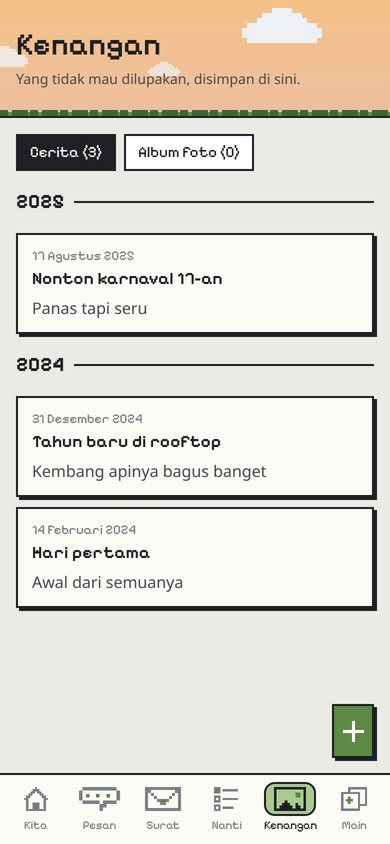 Kenangan
Yang tidak mau dilupakan, disimpan di sini.
Cerita (3)
Album Foto (0)
2025
17 Agustus 2025
Nonton karnaval 17-an
Panas tapi seru
2024
31 Desember 2024
Tahun baru di rooftop
Kembang apinya bagus banget
14 Februari 2024
Hari pertama
Awal dari semuanya
Kita
Pesan
Surat
Nanti
Kenangan
Main